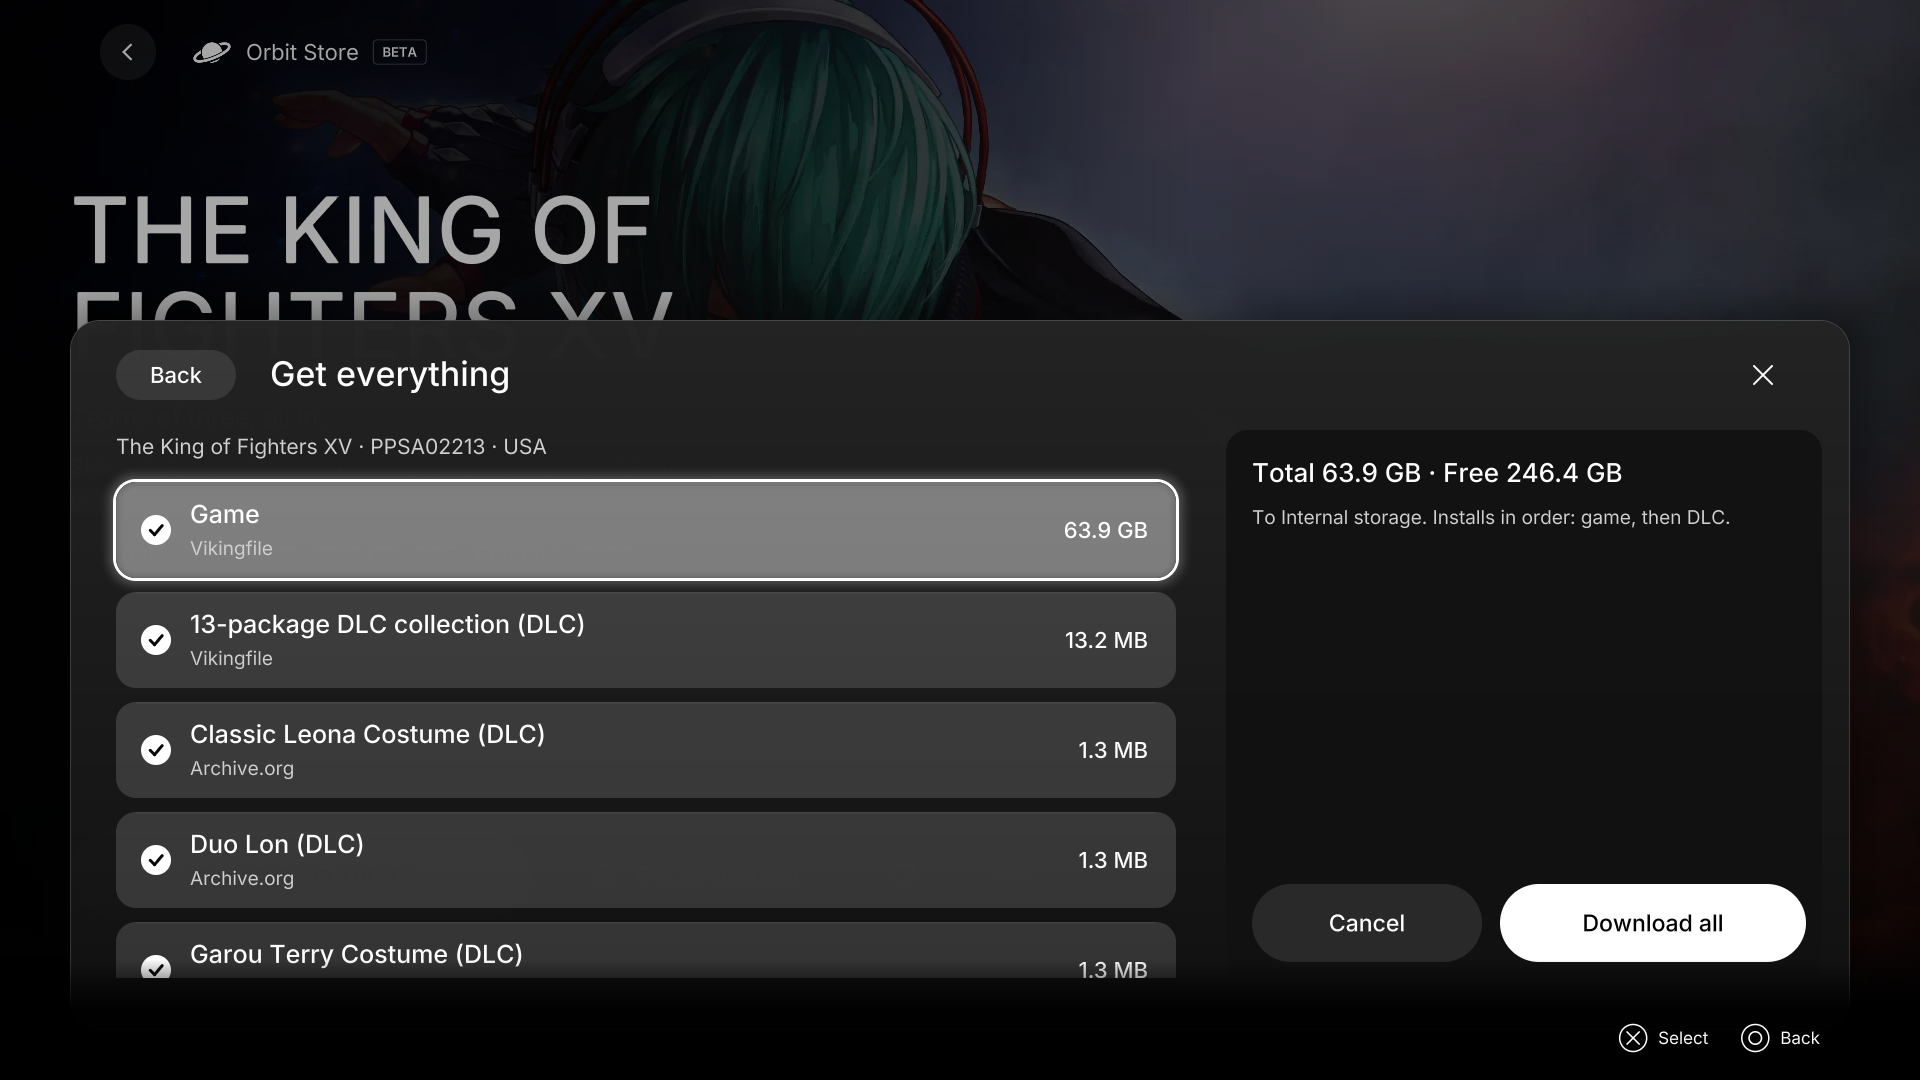 Orbit Store BETA
THE KING OF
FIGHTERS XV
Back Get everything
The King of Fighters XV · PPSA02213 · USA
Game
Vikingfile
63.9 GB
13-package DLC collection (DLC)
Vikingfile
13.2 MB
Classic Leona Costume (DLC)
Archive.org
1.3 MB
Duo Lon (DLC)
Archive.org
1.3 MB
Garou Terry Costume (DLC)
1.3 MB
Total 63.9 GB · Free 246.4 GB
To Internal storage. Installs in order: game, then DLC.
Cancel Download all
Select Back